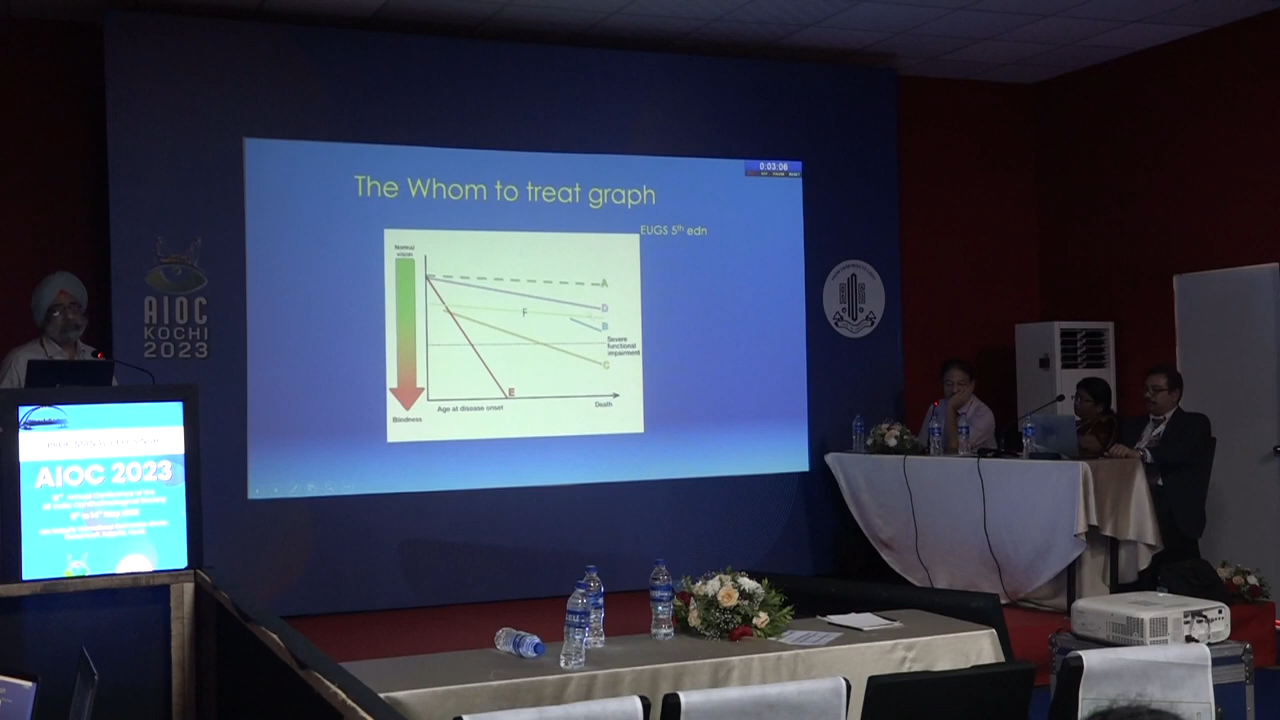 0:03:06
The Whom to treat graph
EUGS 5th edn
Normal
vision
A
D
F
B
Severe
functional
impairment
C
E
Age at disease onset
Death
Blindness
AIOC
KOCHI
2023
AIOC 2023